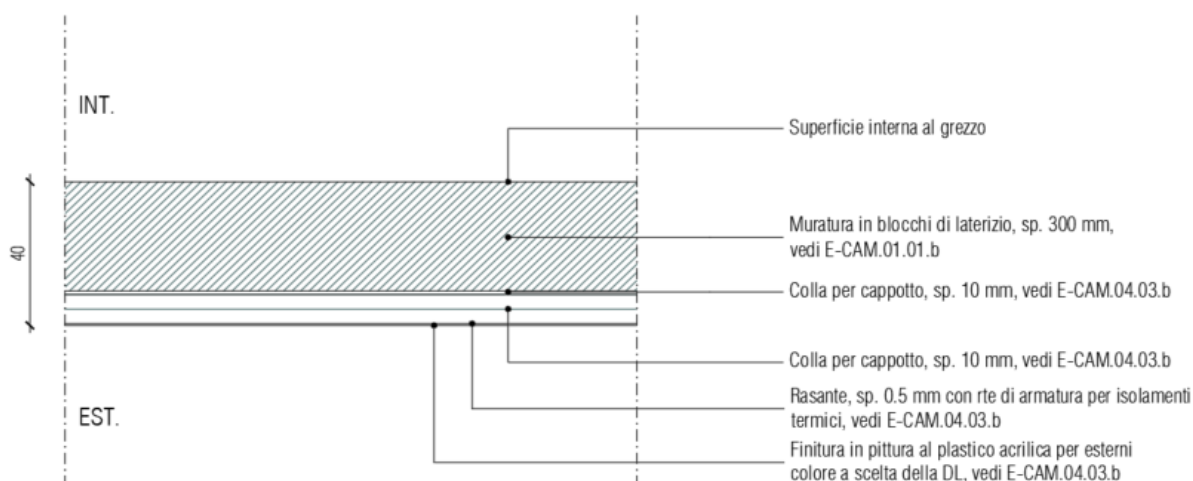 INT.
Superficie interna al grezzo
Muratura in blocchi di laterizio, sp. 300 mm,
vedi E-CAM.01.01.b
40
Colla per cappotto, sp. 10 mm, vedi E-CAM.04.03.b
Colla per cappotto, sp. 10 mm, vedi E-CAM.04.03.b
Rasante, sp. 0.5 mm con rte di armatura per isolamenti
termici, vedi E-CAM.04.03.b
EST.
Finitura in pittura al plastico acrilica per esterni
colore a scelta della DL, vedi E-CAM.04.03.b